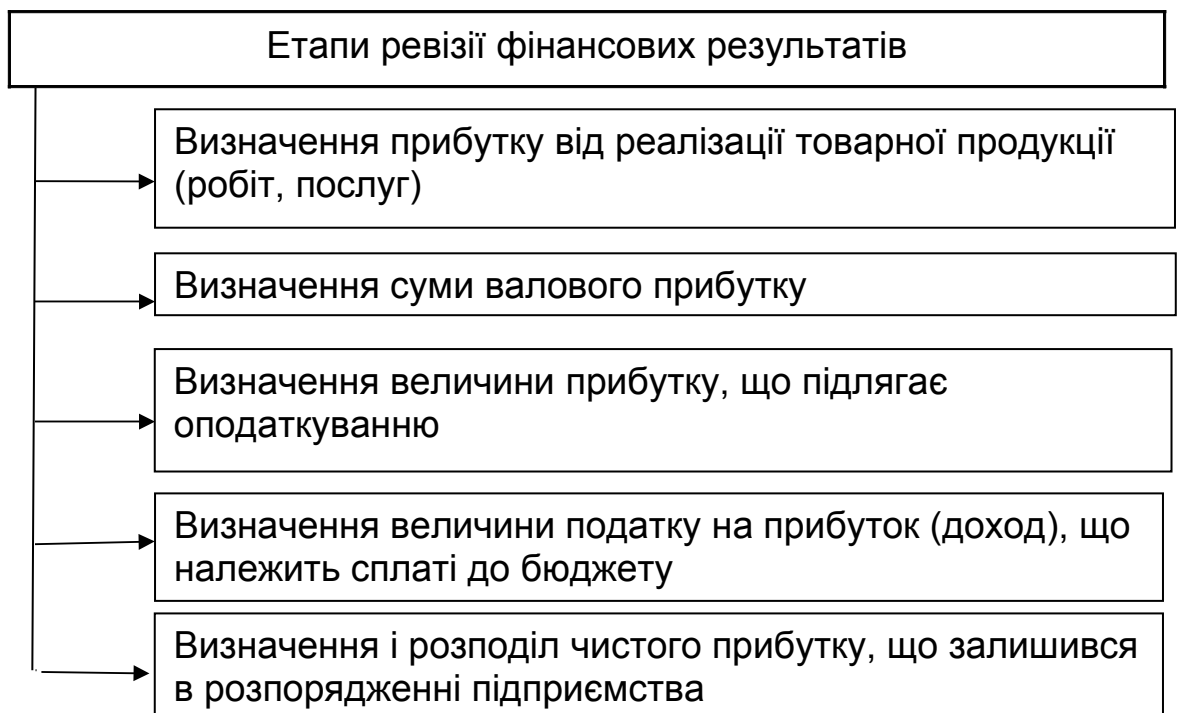 Етапи ревізії фінансових результатів
Визначення прибутку від реалізації товарної продукції
(робіт, послуг)
Визначення суми валового прибутку
Визначення величини прибутку, що підлягає
оподаткуванню
Визначення величини податку на прибуток (доход), що
належить сплаті до бюджету
Визначення і розподіл чистого прибутку, що залишився
в розпорядженні підприємства